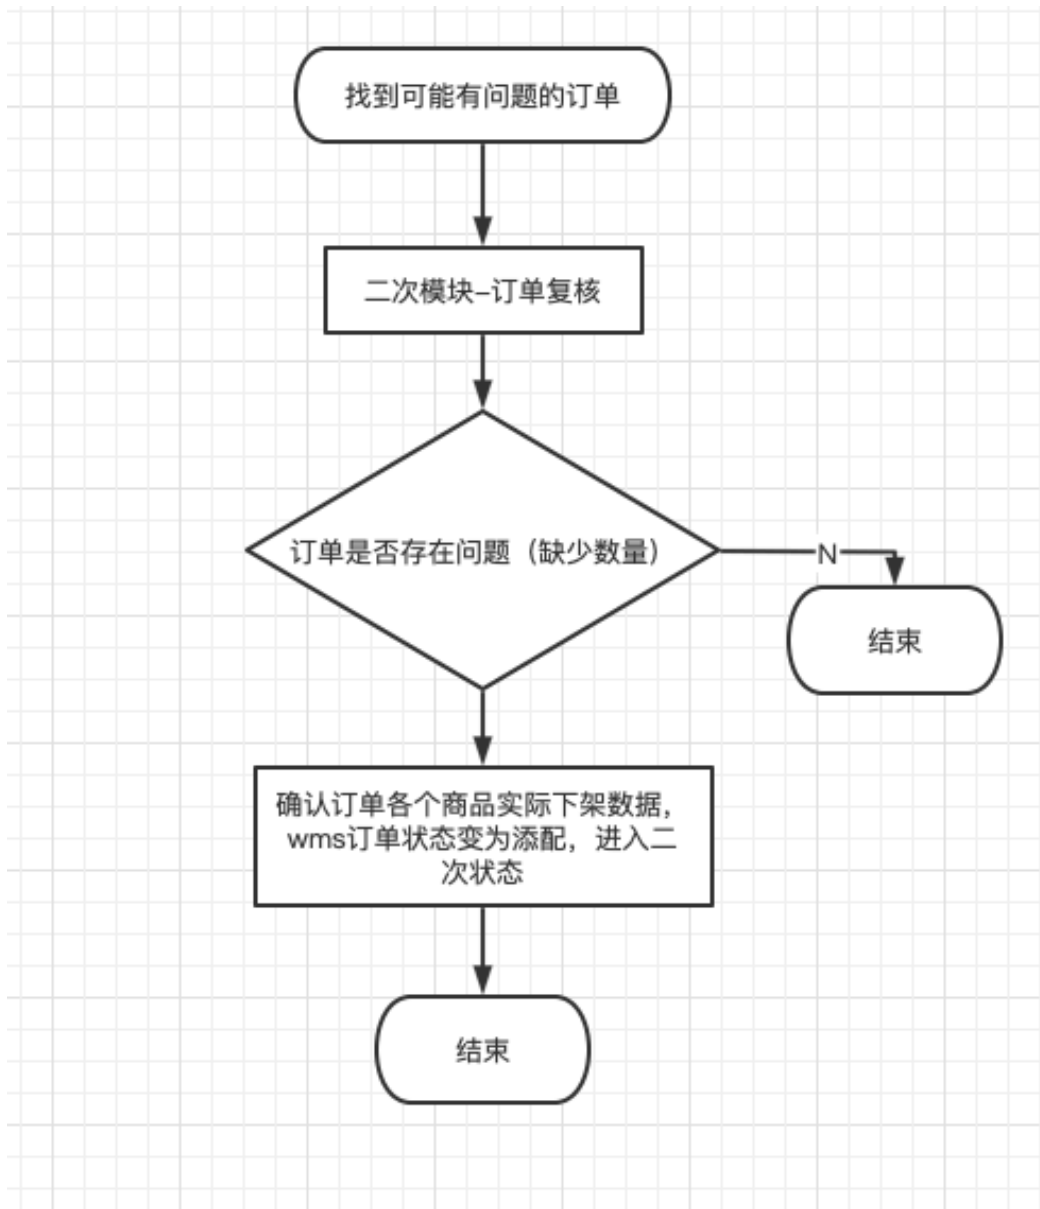 找到可能有问题的订单
二次模块–订单复核
订单是否存在问题（缺少数量）
N
结束
确认订单各个商品实际下架数据，
wms订单状态变为添配，进入二
次状态
结束